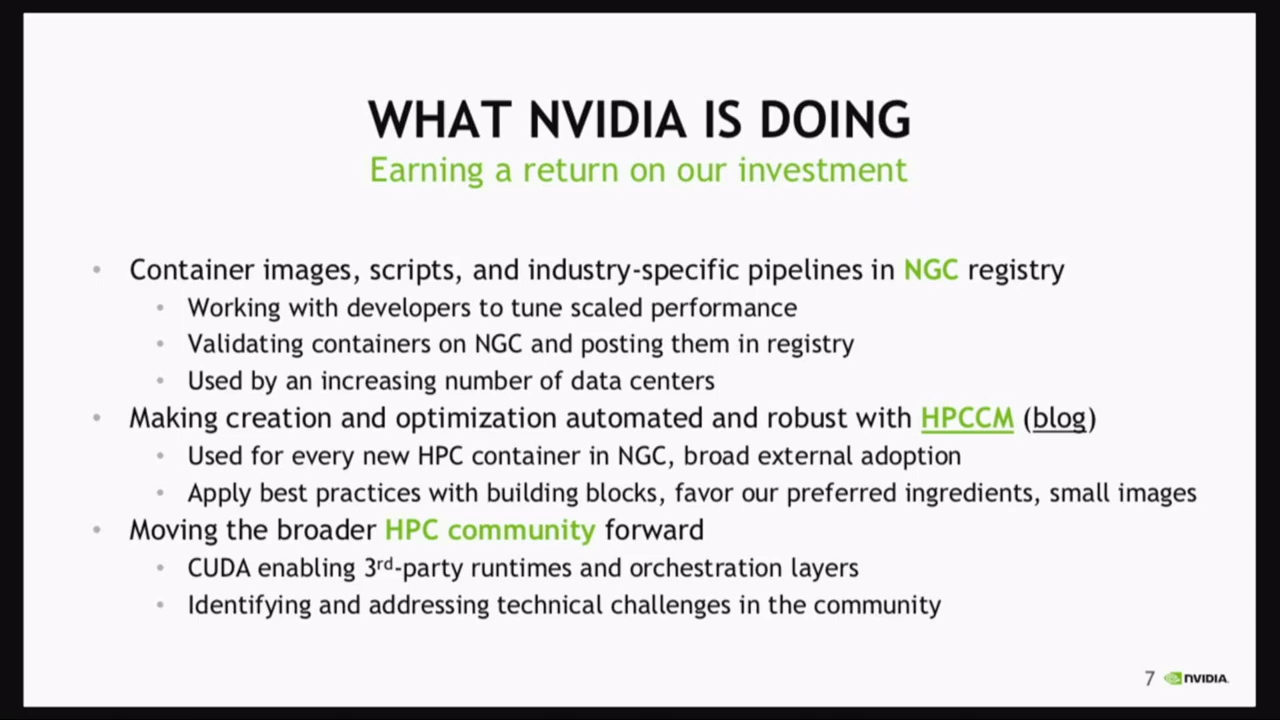 WHAT NVIDIA IS DOING
Earning a return on our investment
• Container images, scripts, and industry-specific pipelines in NGC registry
• Working with developers to tune scaled performance
• Validating containers on NGC and posting them in registry
• Used by an increasing number of data centers
• Making creation and optimization automated and robust with HPCCM (blog)
• Used for every new HPC container in NGC, broad external adoption
• Apply best practices with building blocks, favor our preferred ingredients, small images
• Moving the broader HPC community forward
• CUDA enabling 3rd-party runtimes and orchestration layers
• Identifying and addressing technical challenges in the community
7 NVIDIA.